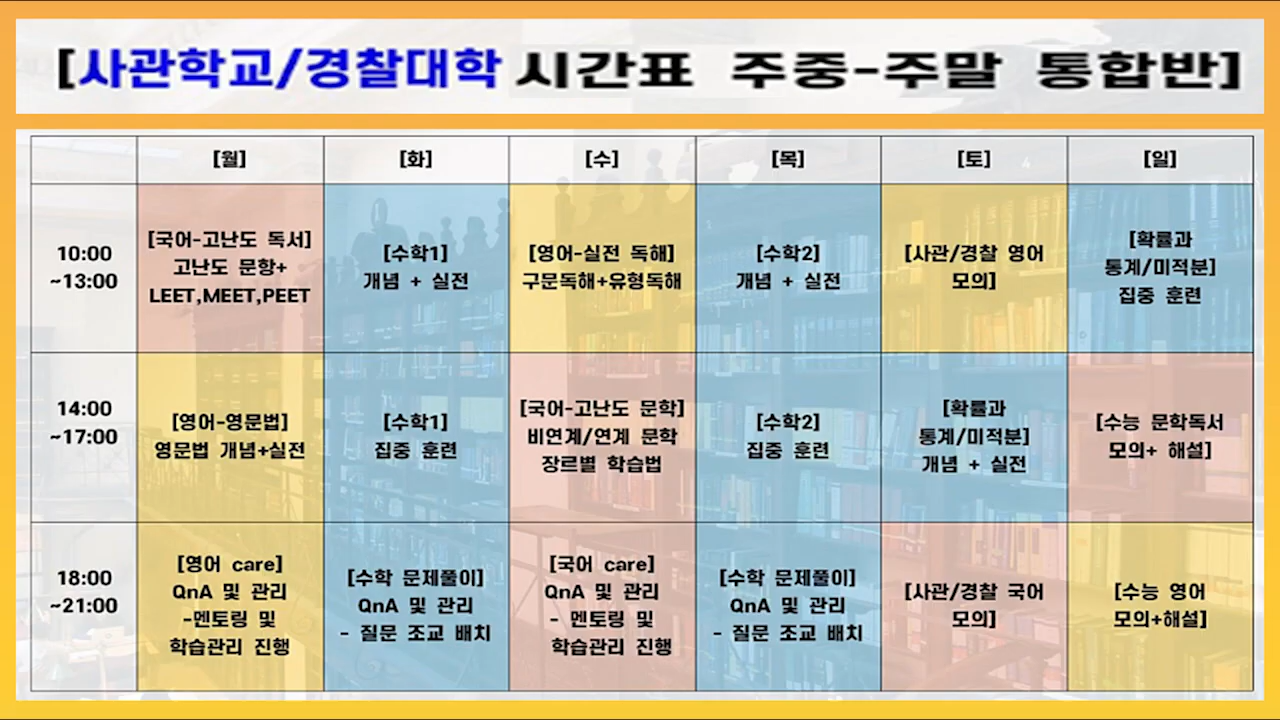 [사관학교/경찰대학 시간표 주중-주말 통합반]
[월] [화] [수] [목] [토] [일]
10:00
~13:00
[국어-고난도 독서]
고난도 문항+
LEET,MEET,PEET
[수학1]
개념 + 실전
[영어-실전 독해]
구문독해+유형독해
[수학2]
개념 + 실전
[사관/경찰 영어
모의]
[확률과
통계/미적분]
집중 훈련
14:00
~17:00
[영어-영문법]
영문법 개념+실전
[수학1]
집중 훈련
[국어-고난도 문학]
비연계/연계 문학
장르별 학습법
[수학2]
집중 훈련
[확률과
통계/미적분]
개념 + 실전
[수능 문학독서
모의+ 해설]
18:00
~21:00
[영어 care]
QnA 및 관리
-멘토링 및
학습관리 진행
[수학 문제풀이]
QnA 및 관리
- 질문 조교 배치
[국어 care]
QnA 및 관리
- 멘토링 및
학습관리 진행
[수학 문제풀이]
QnA 및 관리
- 질문 조교 배치
[사관/경찰 국어
모의]
[수능 영어
모의+해설]